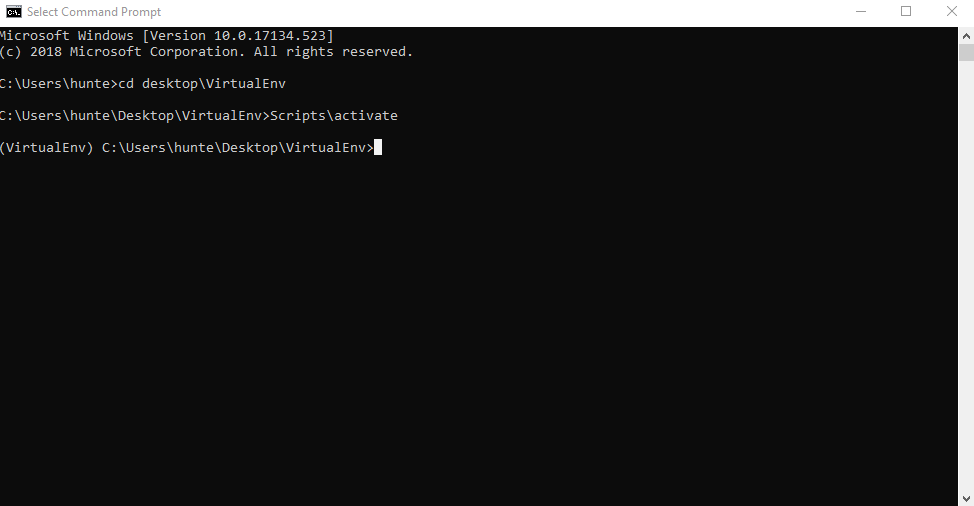 Select Command Prompt
Microsoft Windows [Version 10.0.17134.523]
(c) 2018 Microsoft Corporation. All rights reserved.
C:\Users\hunte>cd desktop\VirtualEnv
C:\Users\hunte\Desktop\VirtualEnv>Scripts\activate
(VirtualEnv) C:\Users\hunte\Desktop\VirtualEnv>